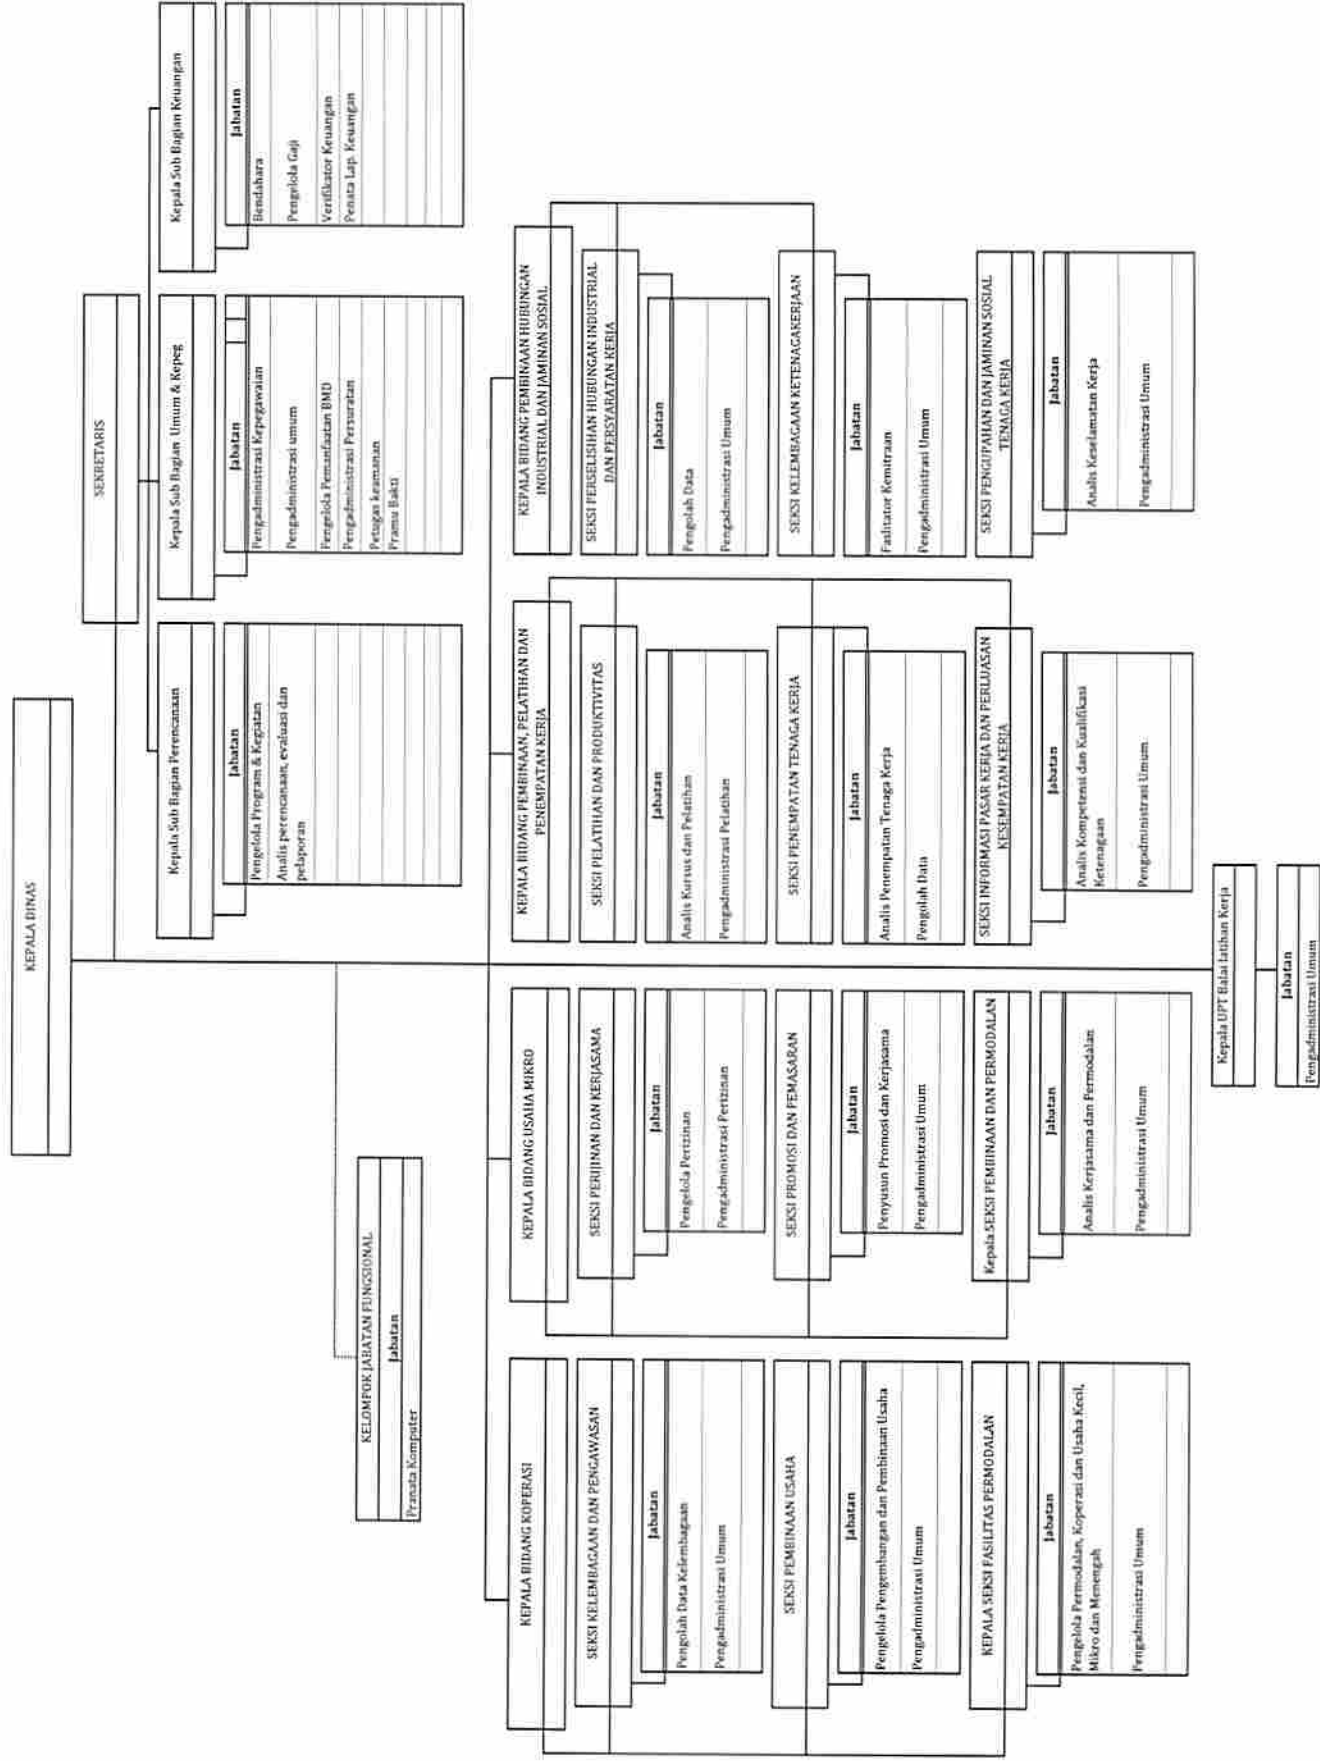 KEPALA DINAS
SEKRETARIS
Kepala Sub Bagian Perencanaan
Jabatan
Pengelola Program & Kegiatan
Analis perencanaan, evaluasi dan
pelaporan
Kepala Sub Bagian Umum & Kepeg
Jabatan
Pengadministrasi Kepegawaian
Pengadministrasi umum
Pengelola Pemanfaatan BMD
Pengadministrasi Persuratan
Petugas keamanan
Pramu Bakti
Kepala Sub Bagian Keuangan
Jabatan
Bendahara
Pengelola Gaji
Verifikator Keuangan
Penata Lap. Keuangan
KELOMPOK JABATAN FUNGSIONAL
Jabatan
Pranata Komputer
KEPALA BIDANG KOPERASI
SEKSI KELEMBAGAAN DAN PENGAWASAN
Jabatan
Pengolah Data Kelembagaan
Pengadministrasi Umum
SEKSI PEMBINAAN USAHA
Jabatan
Pengelola Pengembangan dan Pembinaan Usaha
Pengadministrasi Umum
KEPALA SEKSI FASILITAS PERMODALAN
Jabatan
Pengelola Permodalan, Koperasi dan Usaha Kecil,
Mikro dan Menengah
Pengadministrasi Umum
KEPALA BIDANG USAHA MIKRO
SEKSI PERIJINAN DAN KERJASAMA
Jabatan
Pengelola Perizinan
Pengadministrasi Perizinan
SEKSI PROMOSI DAN PEMASARAN
Jabatan
Penyusun Promosi dan Kerjasama
Pengadministrasi Umum
Kepala SEKSI PEMBINAAN DAN PERMODALAN
Jabatan
Analis Kerjasama dan Permodalan
Pengadministrasi Umum
KEPALA BIDANG PEMBINAAN, PELATIHAN DAN
PENEMPATAN KERJA
SEKSI PELATIHAN DAN PRODUKTIVITAS
Jabatan
Analis Kursus dan Pelatihan
Pengadministrasi Pelatihan
SEKSI PENEMPATAN TENAGA KERJA
Jabatan
Analis Penempatan Tenaga Kerja
Pengolah Data
SEKSI INFORMASI PASAR KERJA DAN PERLUASAN
KESEMPATAN KERJA
Jabatan
Analis Kompetensi dan Kualifikasi
Ketenagaan
Pengadministrasi Umum
KEPALA BIDANG PEMBINAAN HUBUNGAN
INDUSTRIAL DAN JAMINAN SOSIAL
SEKSI PERSELISIHAN HUBUNGAN INDUSTRIAL
DAN PERSYARATAN KERJA
Jabatan
Pengolah Data
Pengadministrasi Umum
SEKSI KELEMBAGAAN KETENAGAKERJAAN
Jabatan
Fasilitator Kemitraan
Pengadministrasi Umum
SEKSI PENGUPAHAN DAN JAMINAN SOSIAL
TENAGA KERJA
Jabatan
Analis Keselamatan Kerja
Pengadministrasi Umum
Kepala UPT Balai latihan Kerja
Jabatan
Pengadministrasi Umum